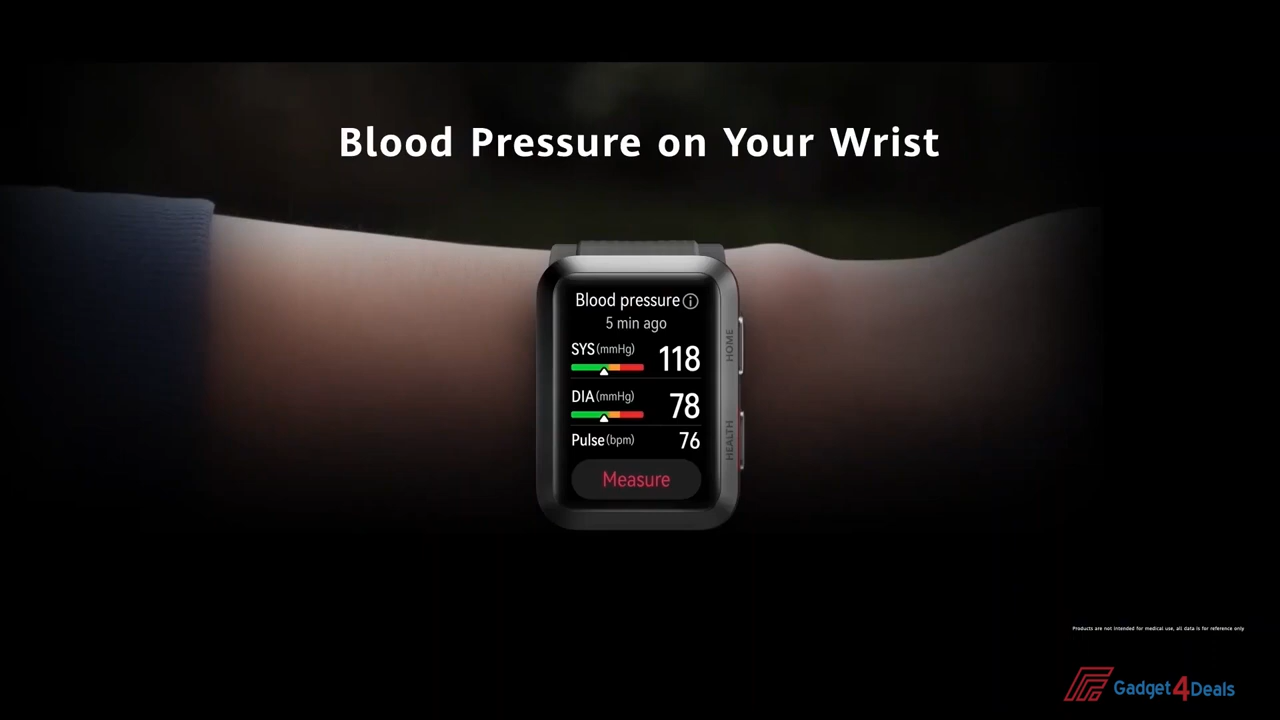 Blood Pressure on Your Wrist
Blood pressure
5 min ago
SYS (mmHg) 118
HOME
DIA (mmHg) 78
Pulse (bpm) 76
HEALTH
Measure
Products are not intended for medical use, all data is for reference only
Gadget4Deals